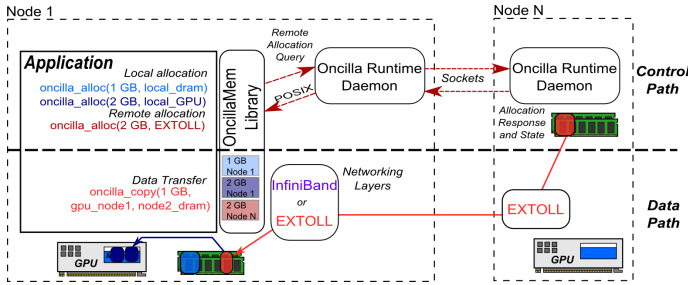 Node 1
Node N
Application
Local allocation
oncilla_alloc(1 GB, local_dram)
oncilla_alloc(2 GB, local_GPU)
Remote allocation
oncilla_alloc(2 GB, EXTOLL)
OncillaMem
Library
Remote
Allocation
Query
POSIX
Oncilla Runtime
Daemon
Sockets
Oncilla Runtime
Daemon
Control
Path
Allocation
Response
and State
Data Transfer
oncilla_copy(1 GB,
gpu_node1, node2_dram)
1 GB
Node 1
2 GB
Node 1
2 GB
Node N
InfiniBand
or
EXTOLL
Networking
Layers
EXTOLL
Data
Path
GPU
GPU